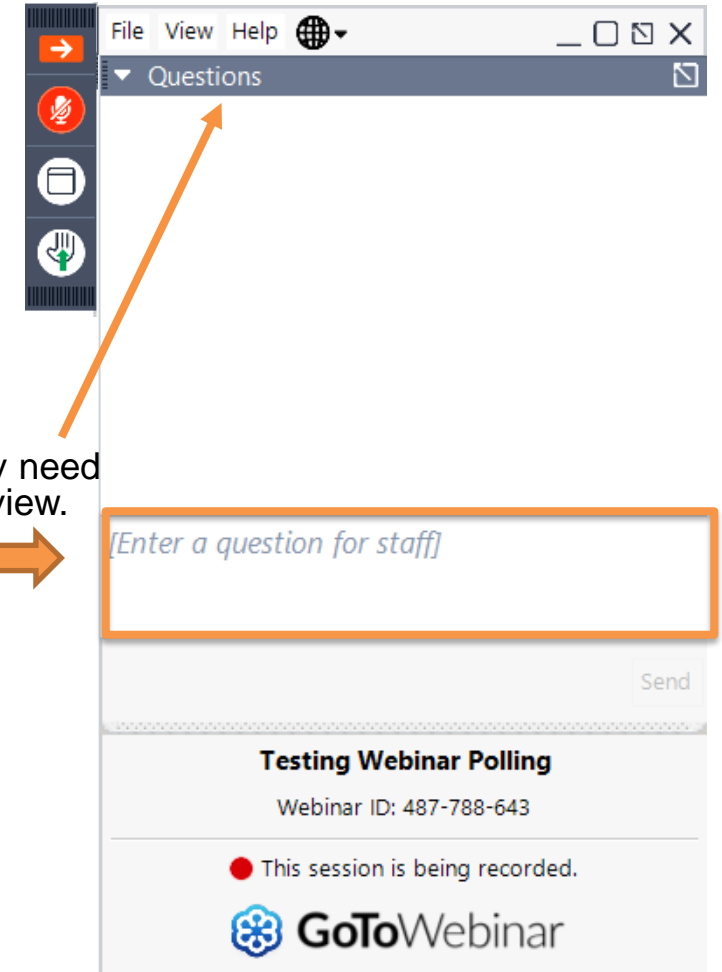 File View Help
Questions
need
view.
[Enter a question for staff]
Send
Testing Webinar Polling
Webinar ID: 487-788-643
This session is being recorded.
GoToWebinar